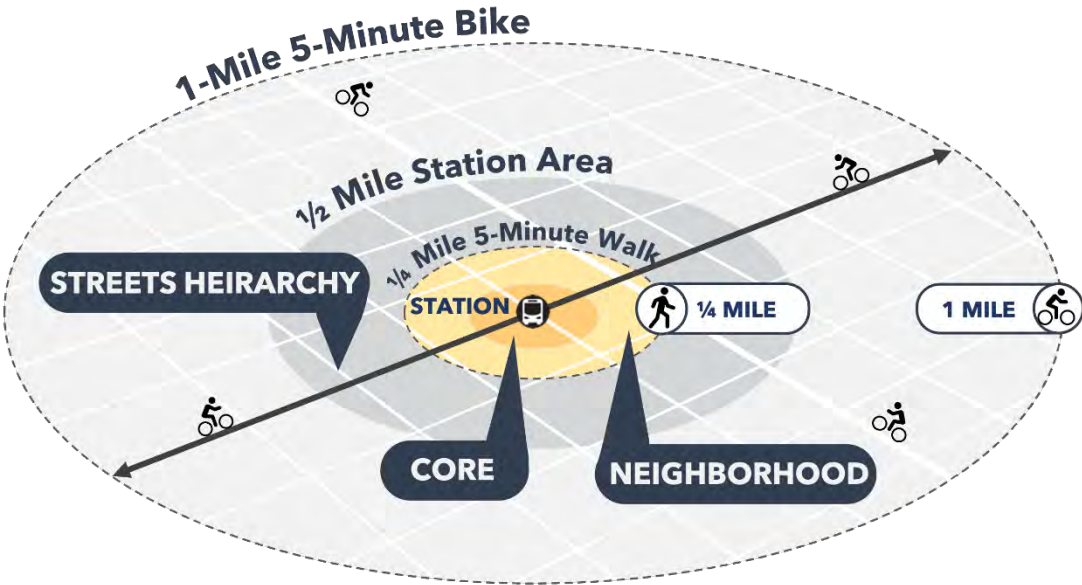 1-Mile 5-Minute Bike
½ Mile Station Area
¼ Mile 5-Minute Walk
STREETS HEIRARCHY
STATION
¼ MILE
1 MILE
CORE
NEIGHBORHOOD